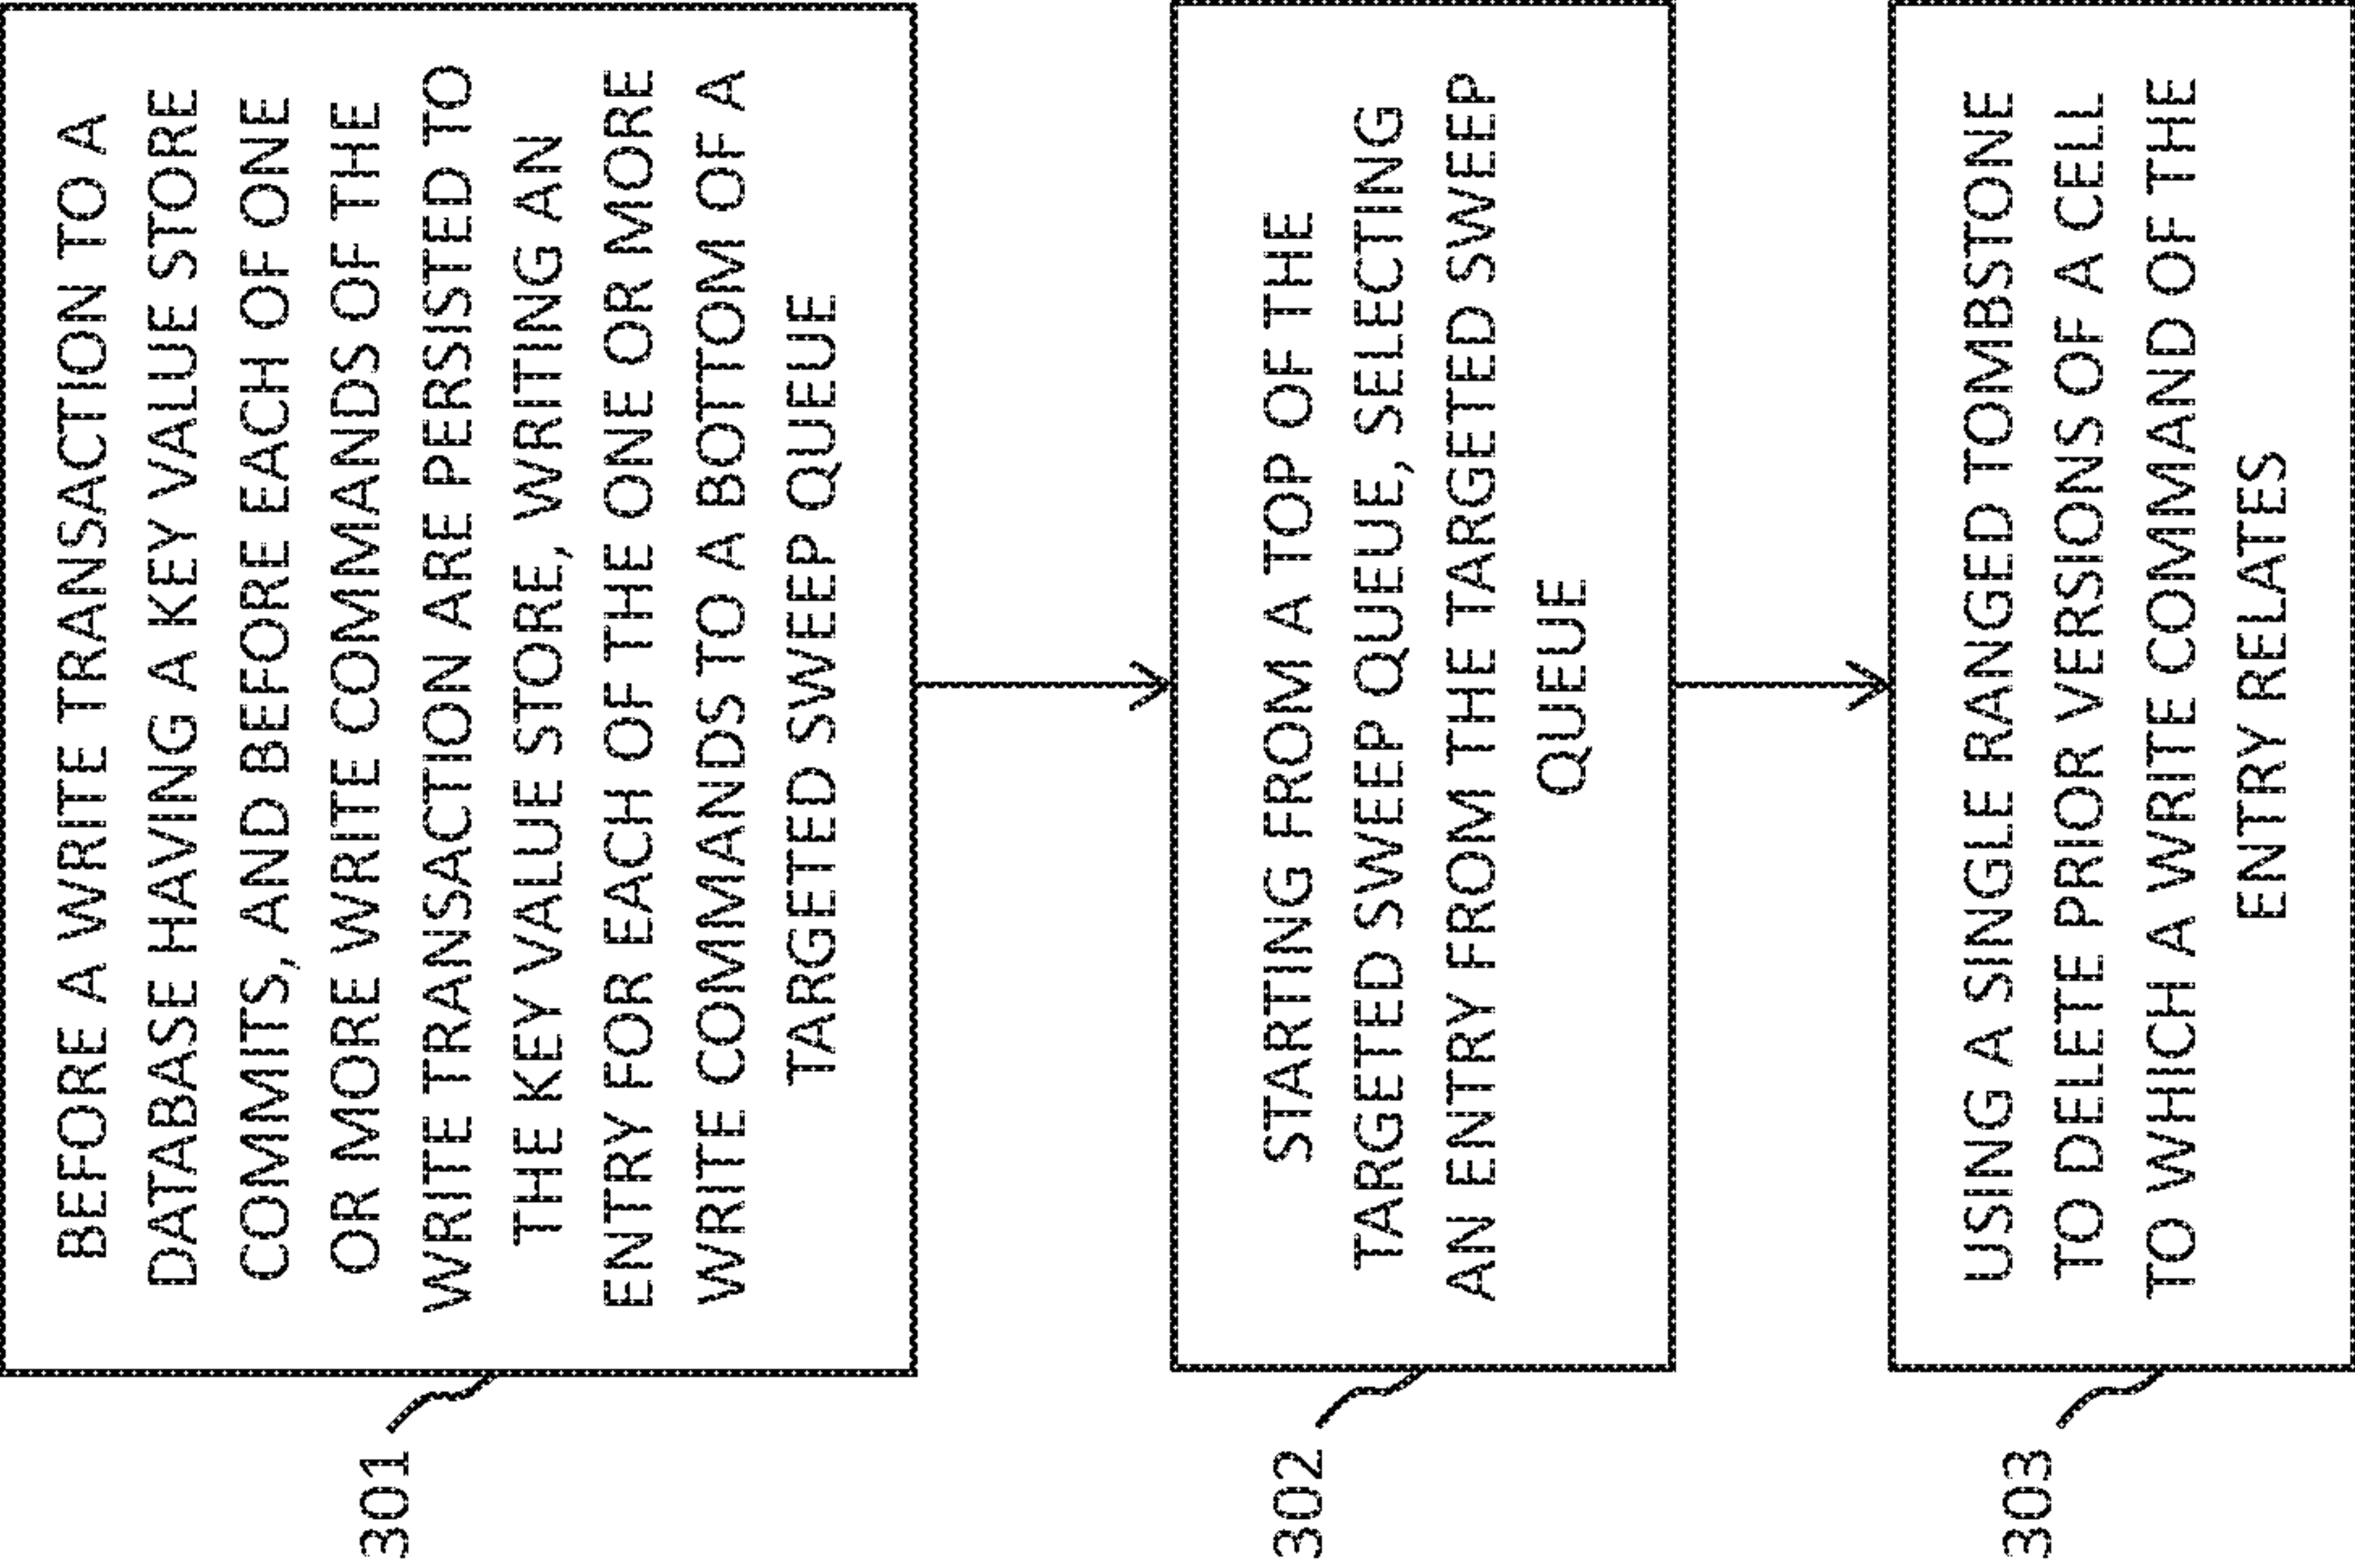 301
BEFORE A WRITE TRANSACTION TO A
DATABASE HAVING A KEY VALUE STORE
COMMITS, AND BEFORE EACH OF ONE
OR MORE WRITE COMMANDS OF THE
WRITE TRANSACTION ARE PERSISTED TO
THE KEY VALUE STORE, WRITING AN
ENTRY FOR EACH OF THE ONE OR MORE
WRITE COMMANDS TO A BOTTOM OF A
TARGETED SWEEP QUEUE
302
STARTING FROM A TOP OF THE
TARGETED SWEEP QUEUE, SELECTING
AN ENTRY FROM THE TARGETED SWEEP
QUEUE
303
USING A SINGLE RANGED TOMBSTONE
TO DELETE PRIOR VERSIONS OF A CELL
TO WHICH A WRITE COMMAND OF THE
ENTRY RELATES